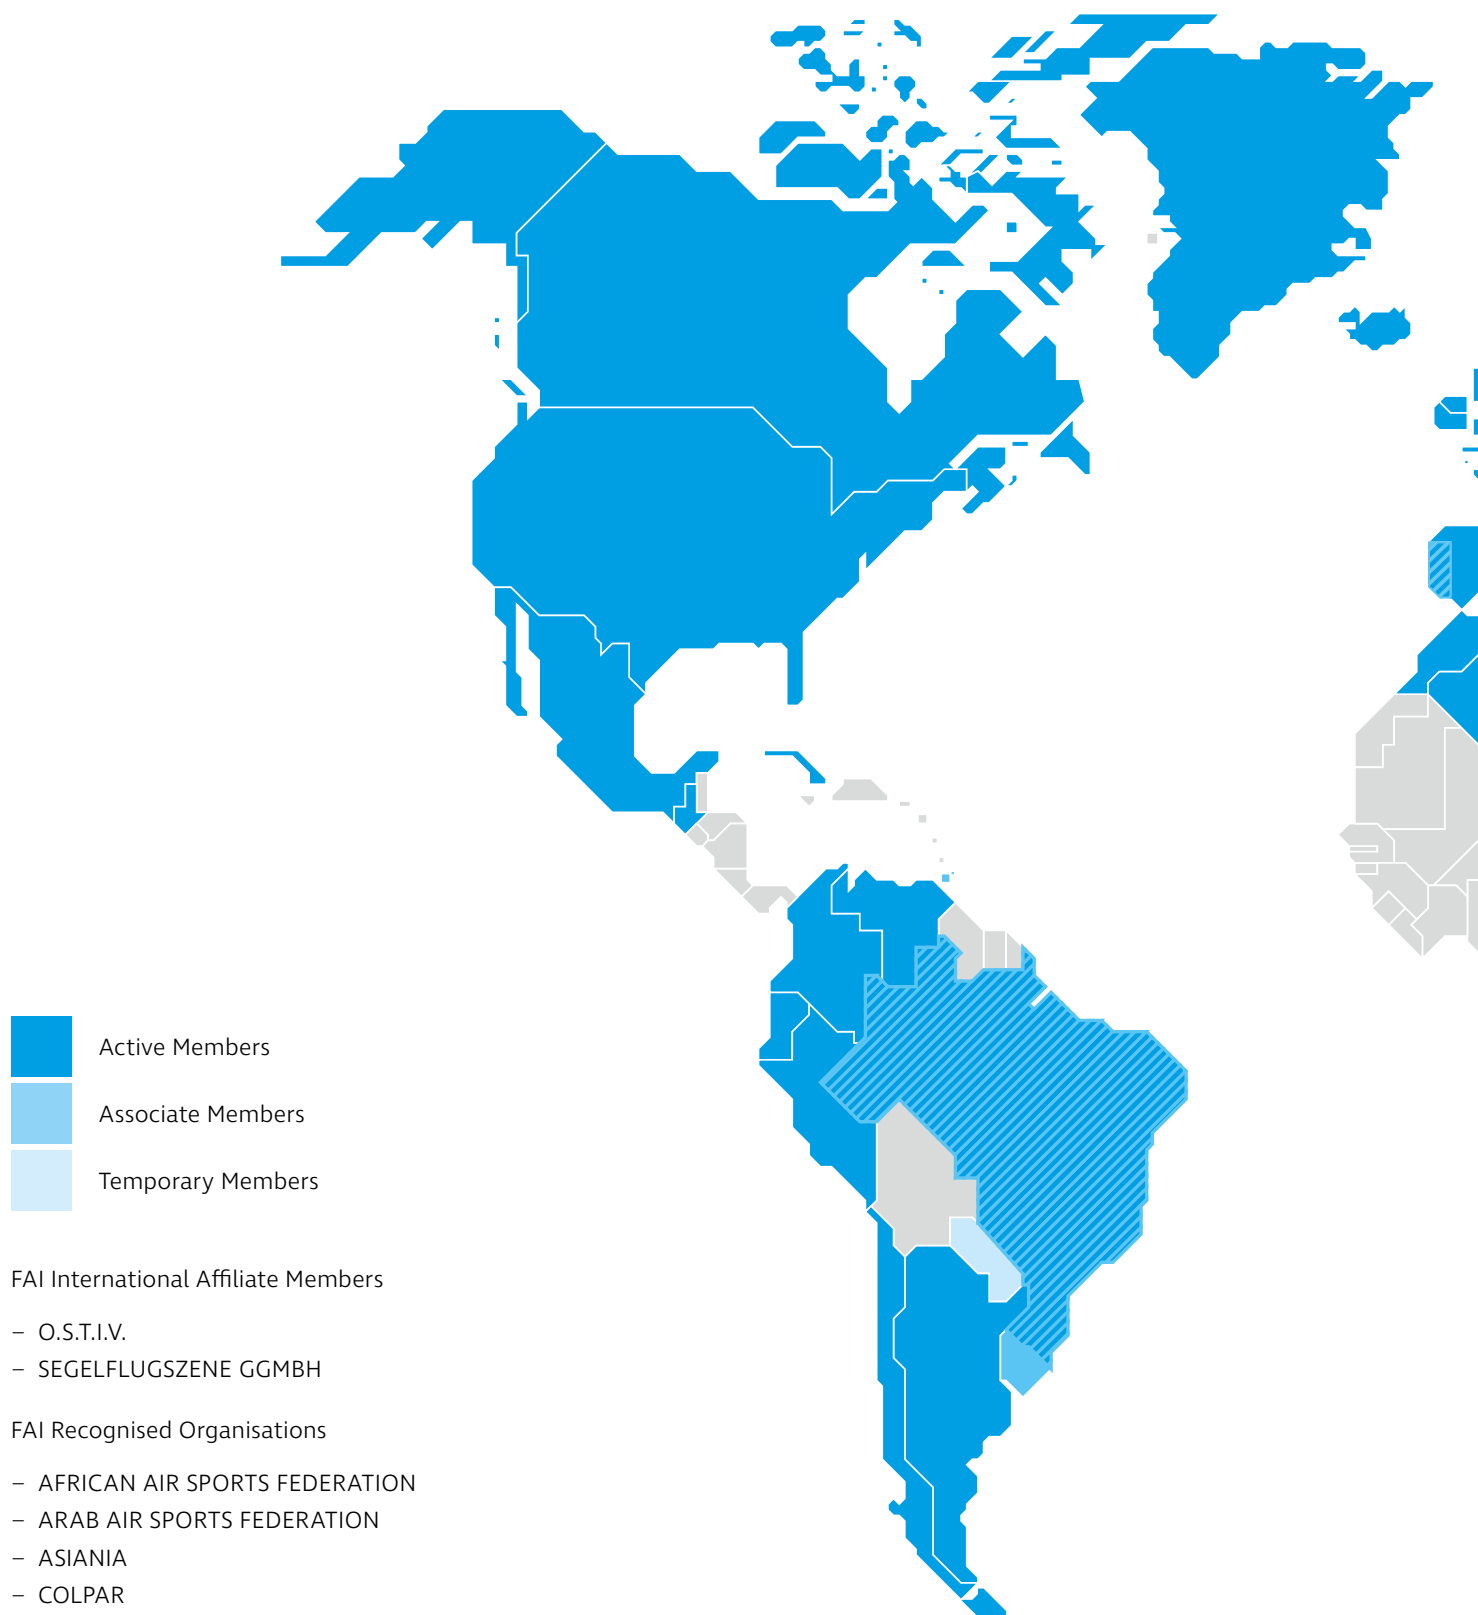 Active Members
Associate Members
Temporary Members
FAI International Affiliate Members
– O.S.T.I.V.
– SEGELFLUGSZENE GGMBH
FAI Recognised Organisations
– AFRICAN AIR SPORTS FEDERATION
– ARAB AIR SPORTS FEDERATION
– ASIANIA
– COLPAR